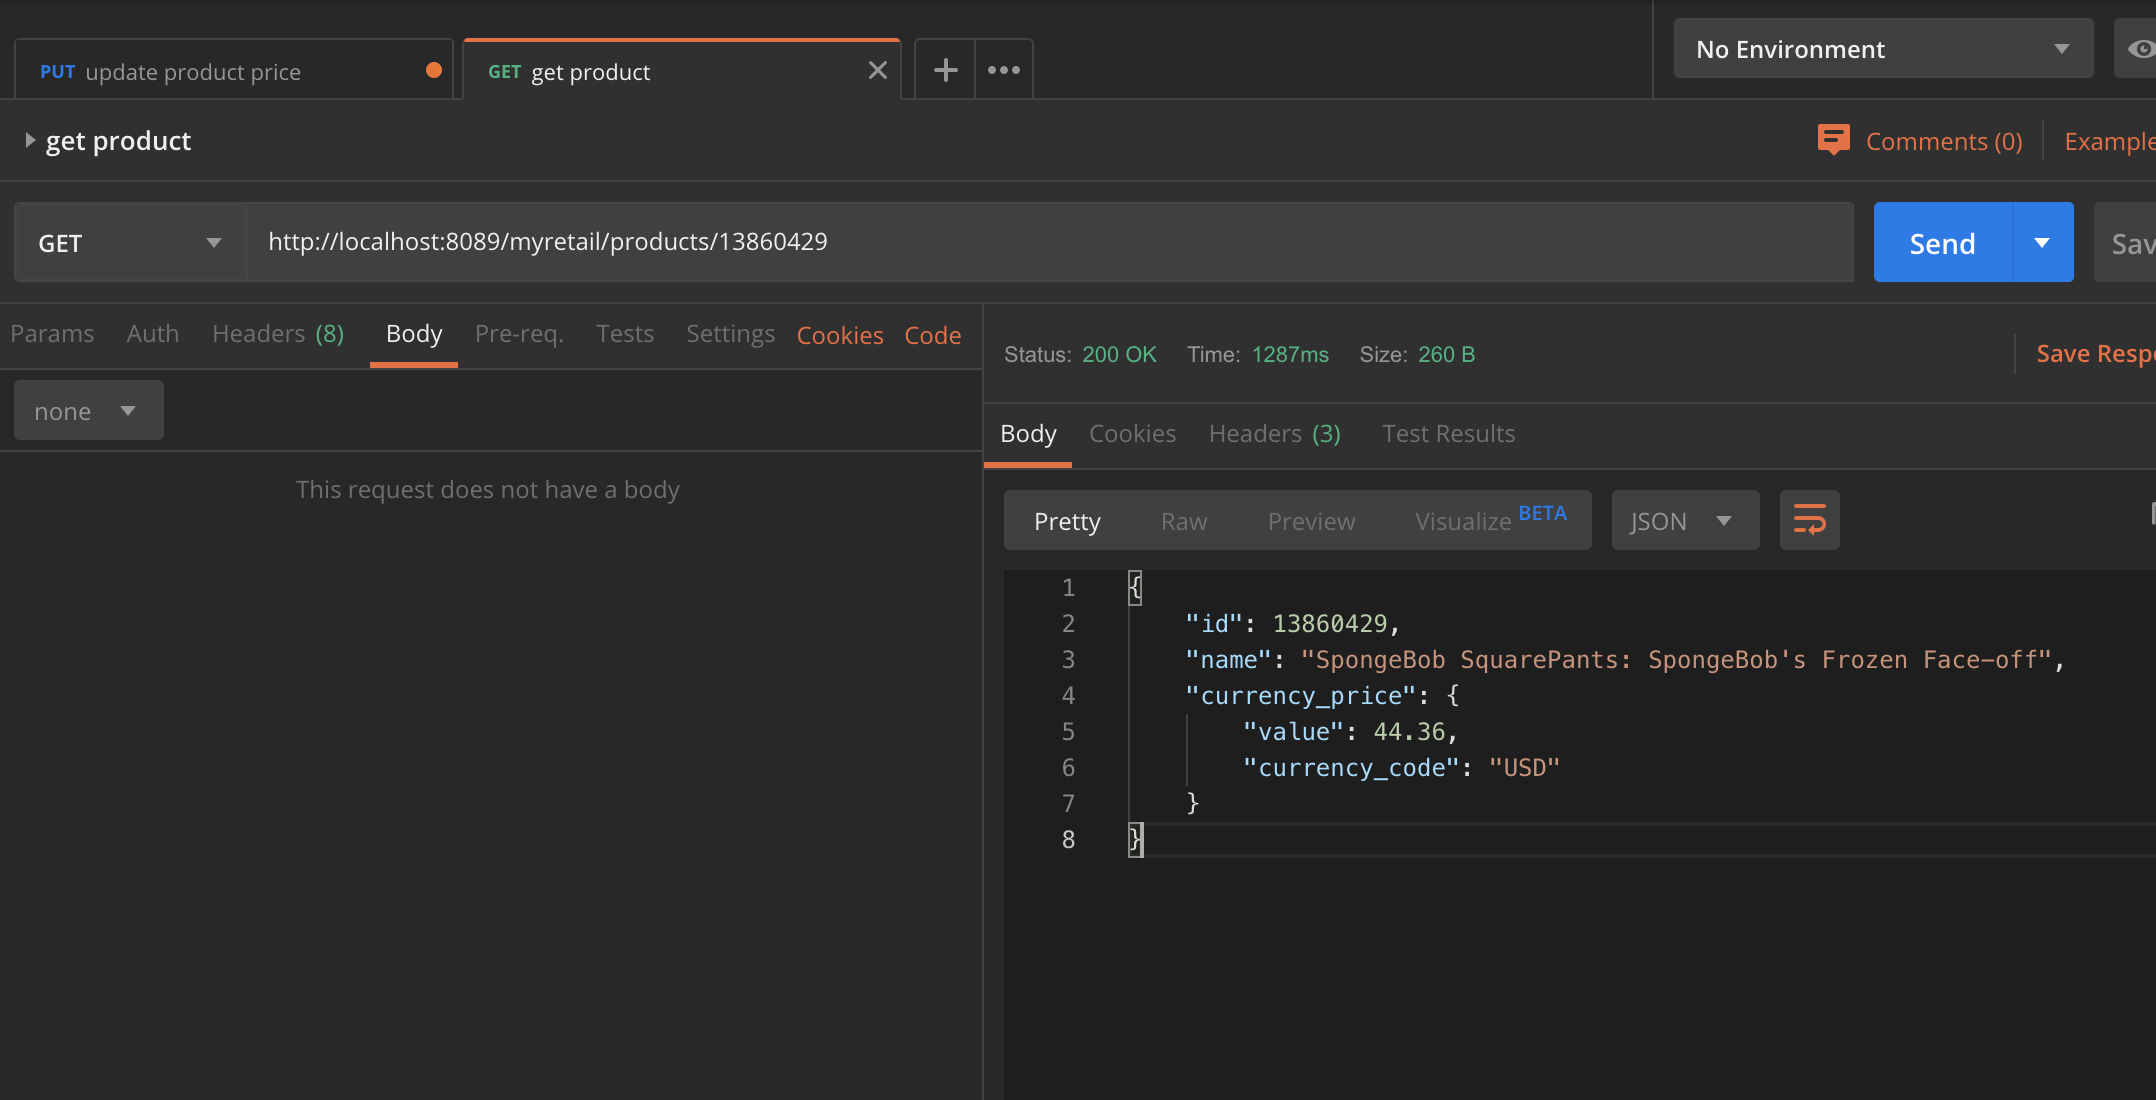 PUT update product price
GET get product
No Environment
get product
Comments (0)
Example
GET
http://localhost:8089/myretail/products/13860429
Send
Sav
Params Auth Headers (8) Body Pre-req. Tests Settings Cookies Code
none
This request does not have a body
Status: 200 OK Time: 1287ms Size: 260 B
Save Resp
Body Cookies Headers (3) Test Results
Pretty Raw Preview Visualize BETA JSON
1 {
2 "id": 13860429,
3 "name": "SpongeBob SquarePants: SpongeBob's Frozen Face-off",
4 "currency_price": {
5 "value": 44.36,
6 "currency_code": "USD"
7 }
8 }